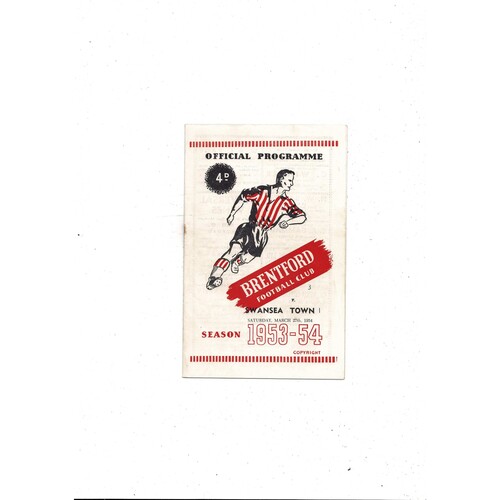 OFFICIAL PROGRAMME
4D
BRENTFORD
FOOTBALL CLUB
v.
SWANSEA TOWN
SATURDAY, MARCH 27th, 1954
SEASON 1953-54
COPYRIGHT